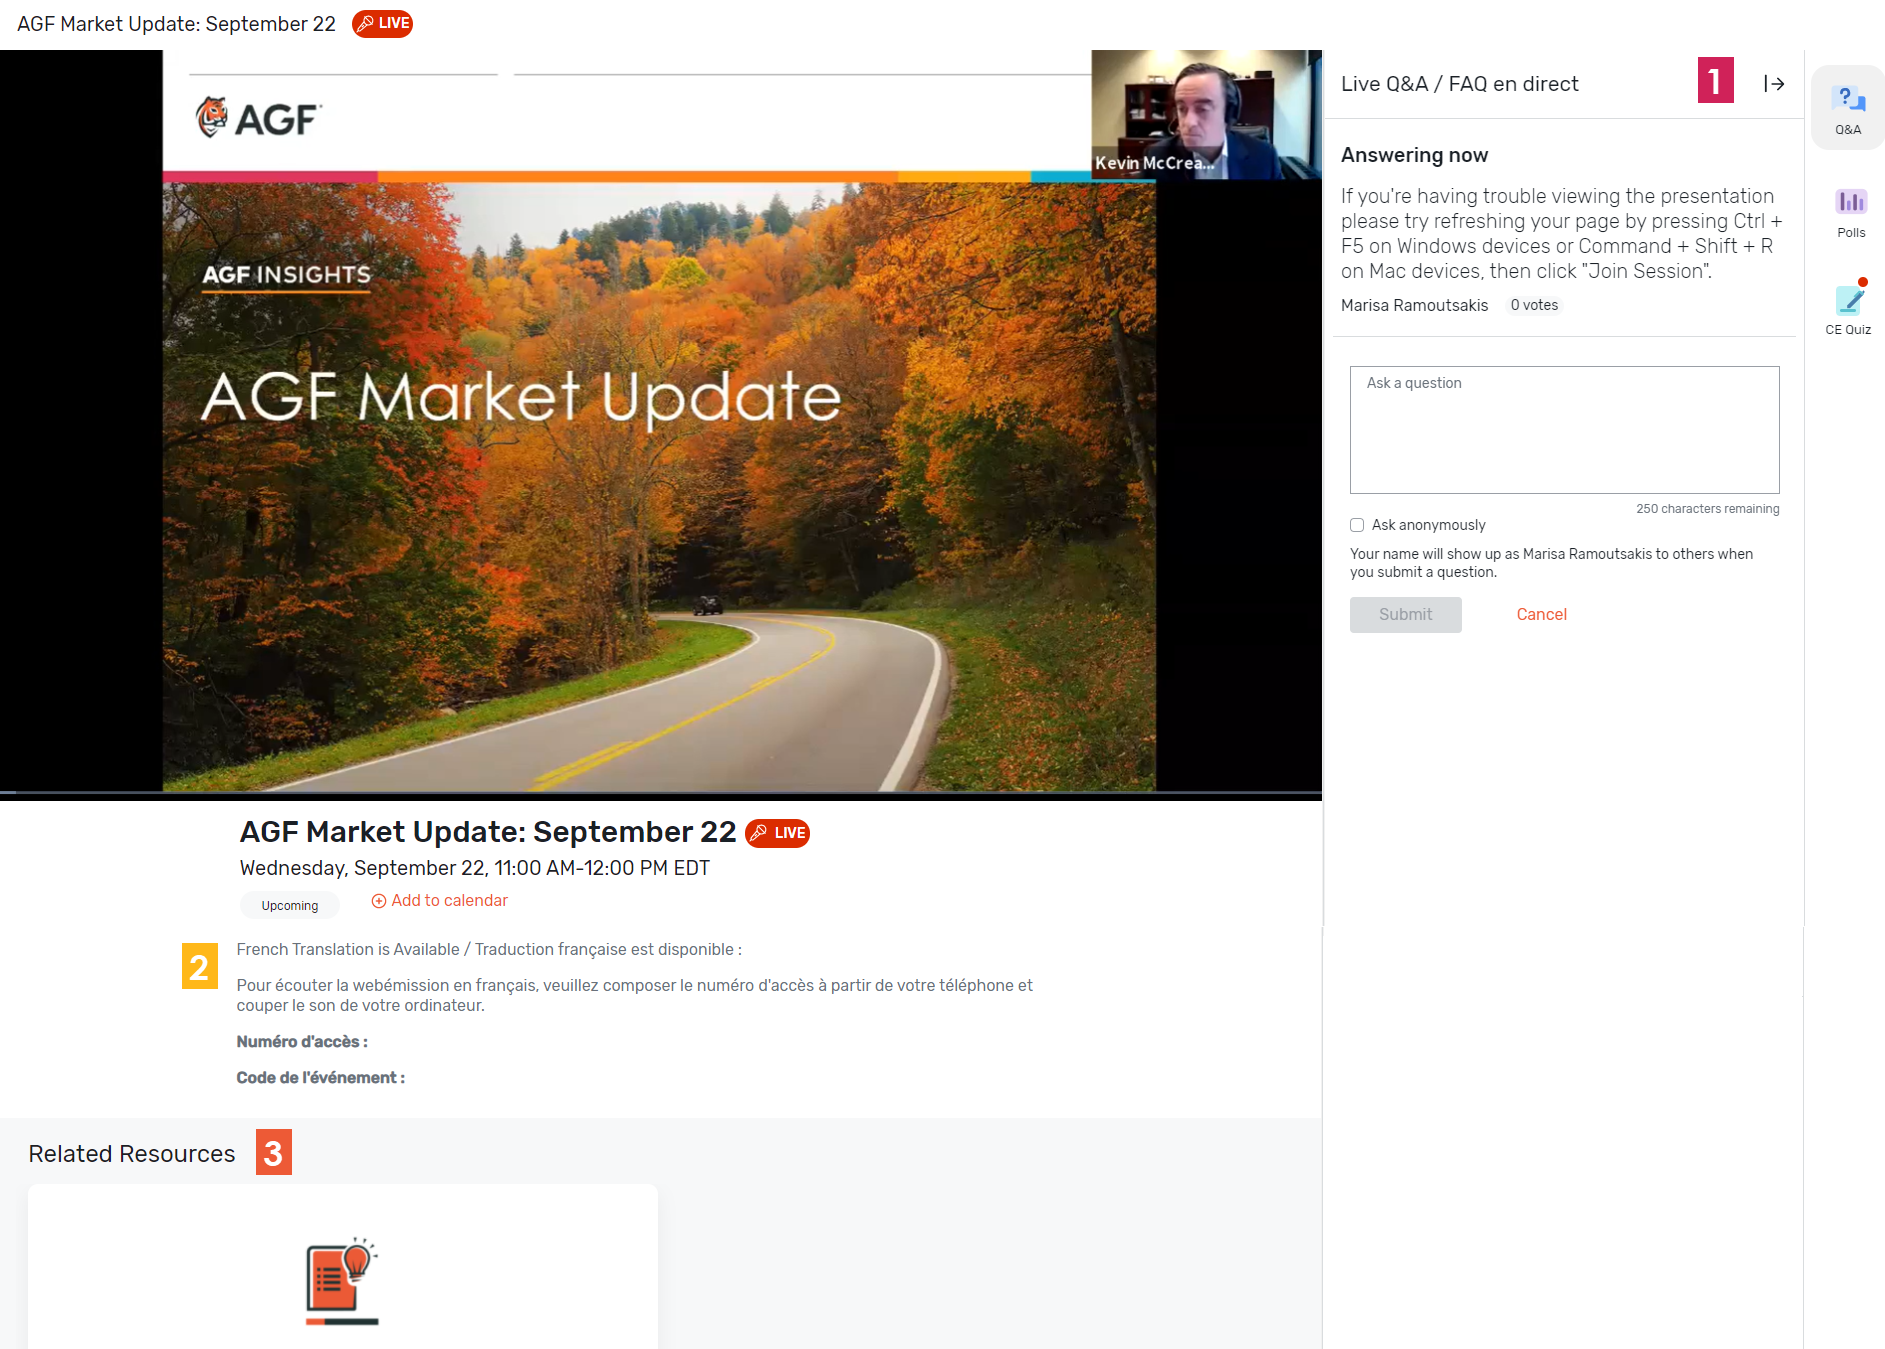 AGF Market Update: September 22 LIVE
AGF
Kevin McCrea...
AGF INSIGHTS
AGF Market Update
Live Q&A / FAQ en direct
1
Answering now
If you're having trouble viewing the presentation
please try refreshing your page by pressing Ctrl +
F5 on Windows devices or Command + Shift + R
on Mac devices, then click "Join Session".
Marisa Ramoutsakis 0 votes
Ask a question
250 characters remaining
Ask anonymously
Your name will show up as Marisa Ramoutsakis to others when
you submit a question.
Submit Cancel
Q&A
Polls
CE Quiz
AGF Market Update: September 22 LIVE
Wednesday, September 22, 11:00 AM-12:00 PM EDT
Upcoming Add to calendar
2
French Translation is Available / Traduction française est disponible :
Pour écouter la webémission en français, veuillez composer le numéro d'accès à partir de votre téléphone et
couper le son de votre ordinateur.
Numéro d'accès :
Code de l'événement :
Related Resources 3